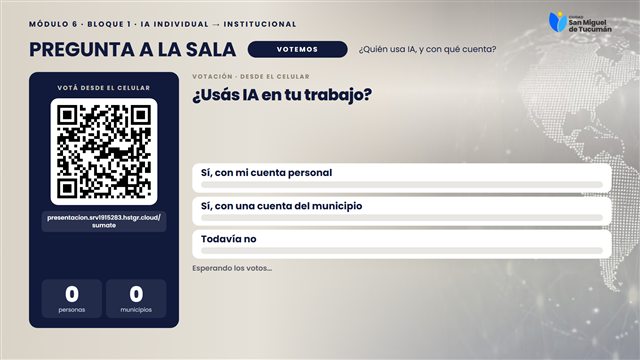 MÓDULO 6 · BLOQUE 1 · IA INDIVIDUAL → INSTITUCIONAL
PREGUNTA A LA SALA
VOTEMOS
¿Quién usa IA, y con qué cuenta?
CIUDAD
San Miguel
de Tucumán
VOTÁ DESDE EL CELULAR
presentacion.srv1915283.hstgr.cloud/
sumate
0
personas
0
municipios
VOTACIÓN · DESDE EL CELULAR
¿Usás IA en tu trabajo?
Sí, con mi cuenta personal
Sí, con una cuenta del municipio
Todavía no
Esperando los votos...